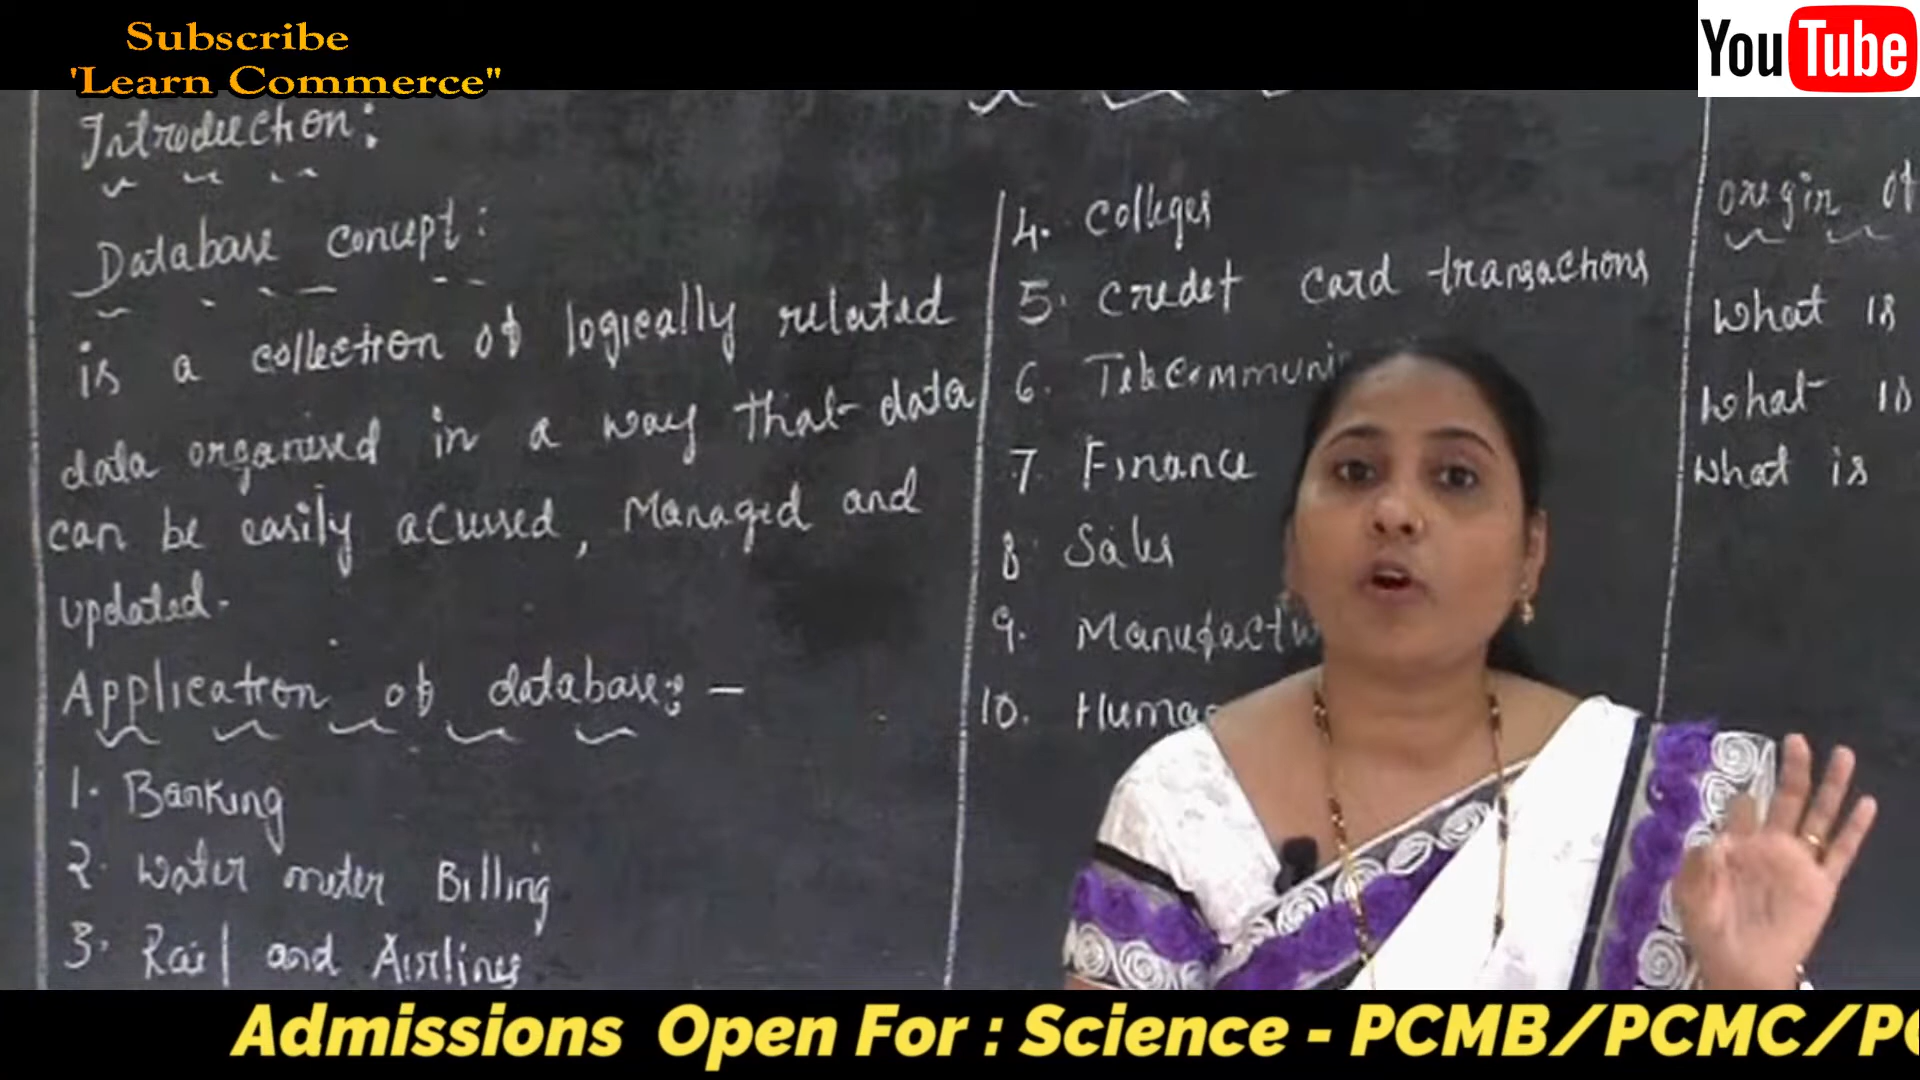 Subscribe
'Learn Commerce"
YouTube
Introduction:
Database concept:
is a collection of logically related
data organised in a way that data
can be easily accessed, Managed and
updated.
Application of database: -
1. Banking
2. Water meter Billing
3. Rail and Airlines
4. Colleges
5. Credit Card transactions
6. Telecommuni
7. Finance
8. Sales
9. Manufactu
10. Human
origin of
What is
What is
What is
Admissions Open For : Science - PCMB/PCMC/PC